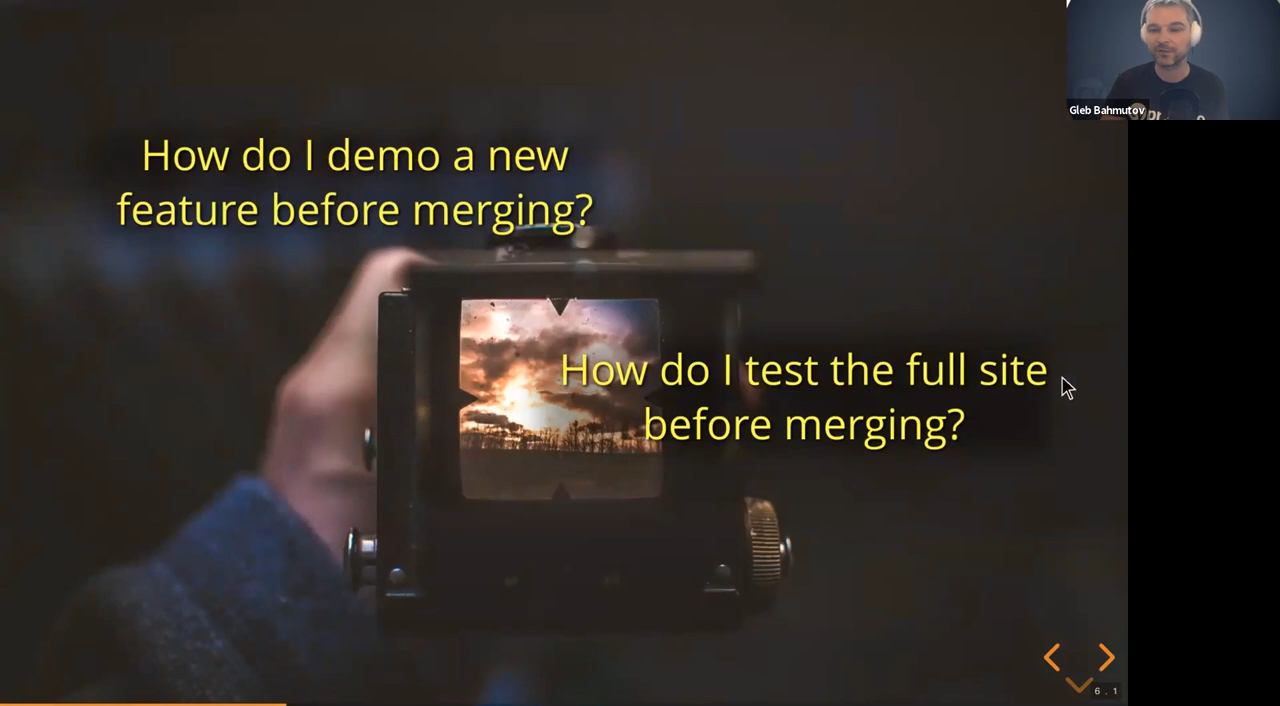 Gleb Bahmutov
How do I demo a new
feature before merging?
How do I test the full site
before merging?
6 . 1